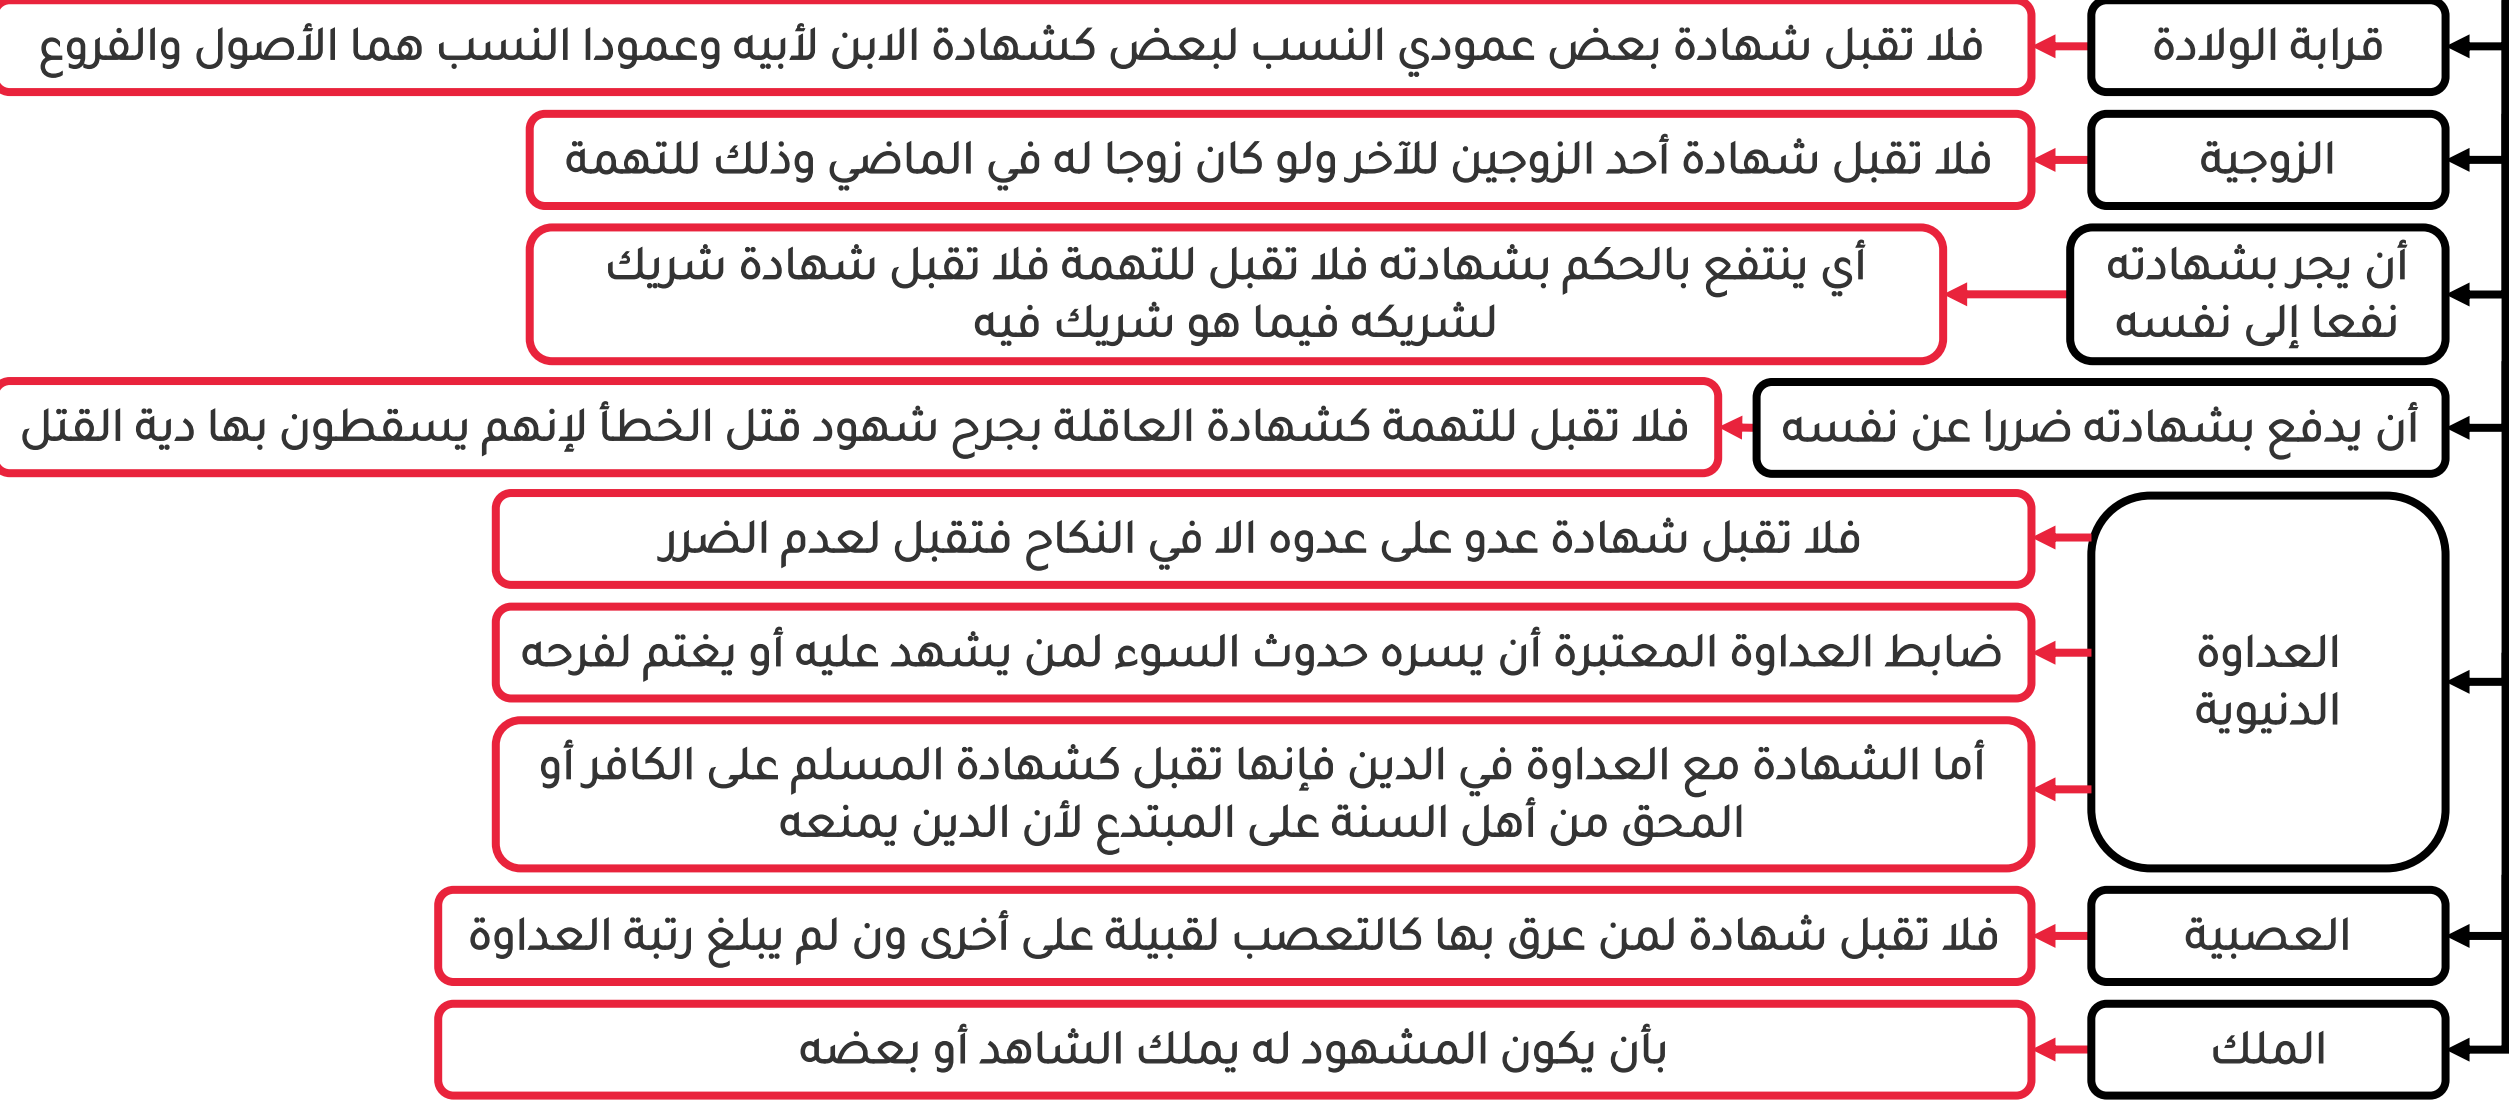 قرابة الولادة
فلا تقبل شهادة بعض عمودي النسب لبعض كشهادة الابن لأبيه وعمودا النسب هما الأصول والفروع
الزوجية
فلا تقبل شهادة أحد الزوجين للآخر ولو كان زوجا له في الماضي وذلك للتهمة
أن يجر بشهادته
نفعا إلى نفسه
أي ينتفع بالحكم بشهادته فلا تقبل للتهمة فلا تقبل شهادة شريك
لشريكه فيما هو شريك فيه
أن يدفع بشهادته ضررا عن نفسه
فلا تقبل للتهمة كشهادة العاقلة بجرح شهود قتل الخطأ لإنهم يسقطون بها دية القتل
العداوة
الدنيوية
فلا تقبل شهادة عدو على عدوه الا في النكاح فتقبل لعدم الضرر
ضابط العداوة المعتبرة أن يسره حدوث السوء لمن يشهد عليه أو يغتم لفرحه
أما الشهادة مع العداوة في الدين فإنها تقبل كشهادة المسلم على الكافر أو
المحق من أهل السنة على المبتدع لأن الدين يمنعه
العصبية
فلا تقبل شهادة لمن عرق بها كالتعصب لقبيلة على أخرى ون لم يبلغ رتبة العداوة
الملك
بأن يكون المشهود له يملك الشاهد أو بعضه